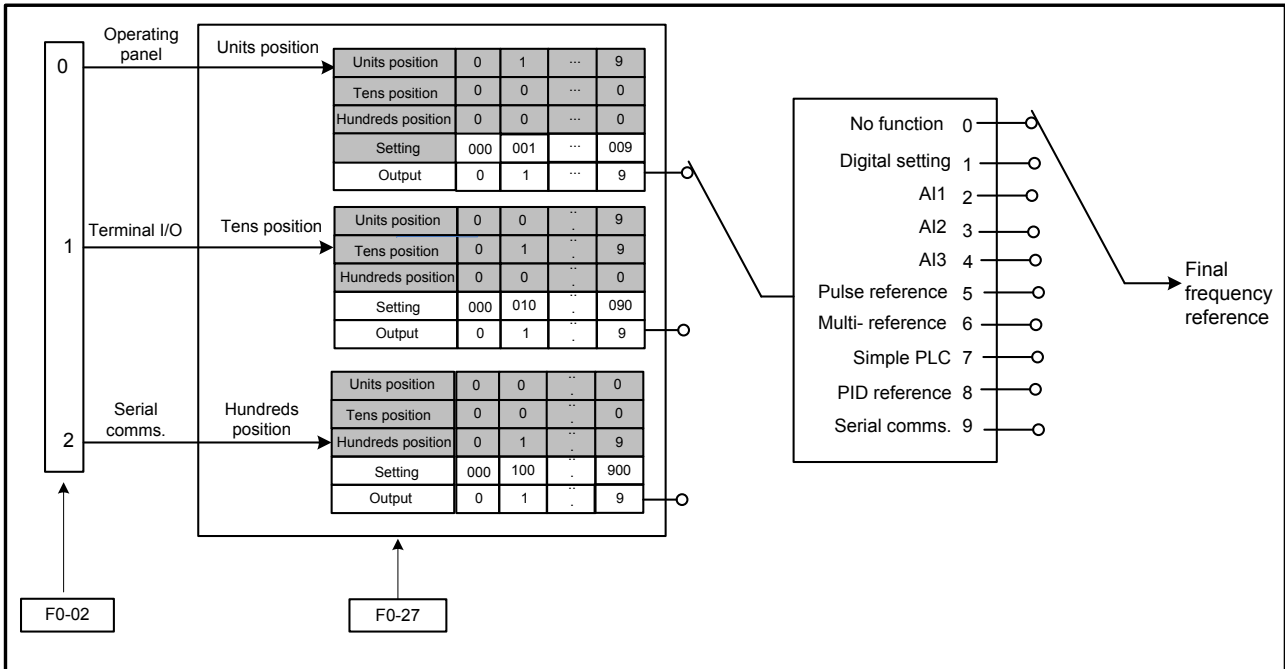 Operating
panel
0
Units position
Units position 0 1 ... 9
Tens position 0 0 ... 0
Hundreds position 0 0 ... 0
Setting 000 001 ... 009
Output 0 1 ... 9
Terminal I/O
1
Tens position
Units position 0 0 ... 9
Tens position 0 1 ... 9
Hundreds position 0 0 ... 0
Setting 000 010 ... 090
Output 0 1 ... 9
Serial
comms.
2
Hundreds
position
Units position 0 0 ... 0
Tens position 0 0 ... 0
Hundreds position 0 1 ... 9
Setting 000 100 ... 900
Output 0 1 ... 9
F0-02
F0-27
No function 0
Digital setting 1
AI1 2
AI2 3
AI3 4
Pulse reference 5
Multi- reference 6
Simple PLC 7
PID reference 8
Serial comms. 9
Final
frequency
reference